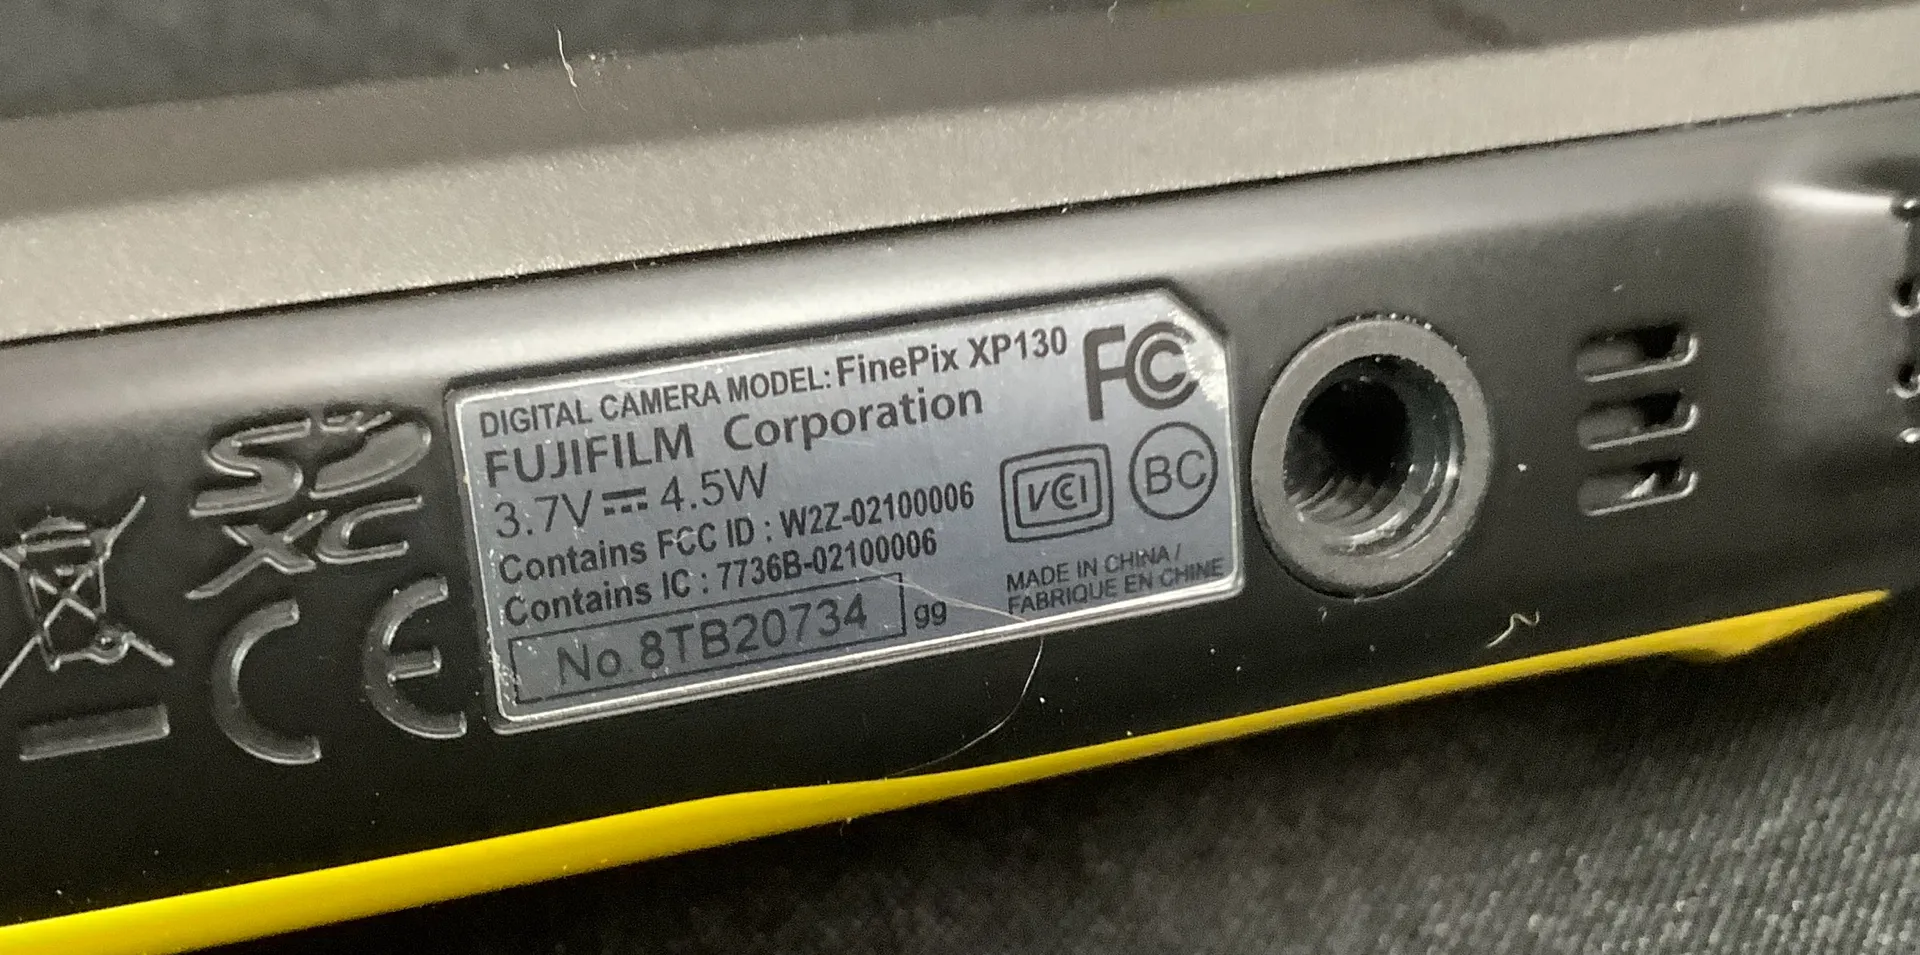 SD
XC
CE
DIGITAL CAMERA MODEL: FinePix XP130
FUJIFILM Corporation
3.7V⎓4.5W
Contains FCC ID : W2Z-02100006
Contains IC : 7736B-02100006
No.8TB20734
gg
FC
VCI
BC
MADE IN CHINA /
FABRIQUE EN CHINE